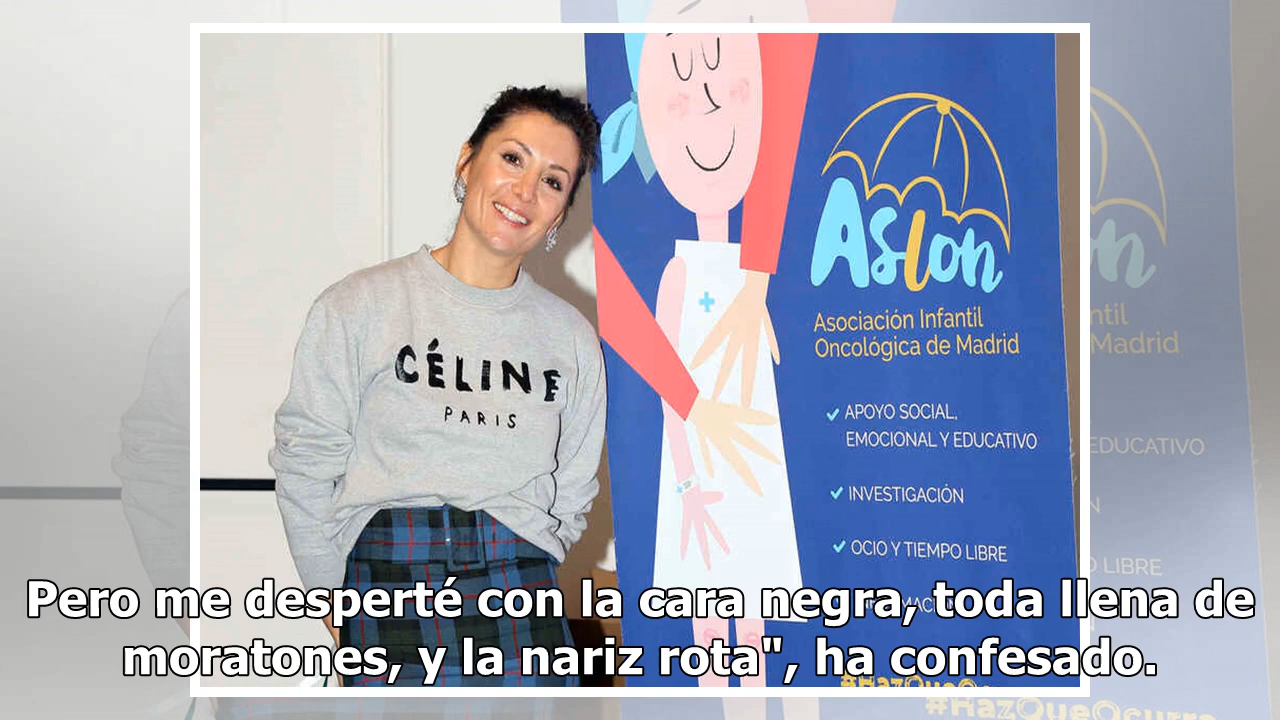 CÉLINE
PARIS
Asion
Asociación Infantil
Oncológica de Madrid
APOYO SOCIAL,
EMOCIONAL Y EDUCATIVO
INVESTIGACIÓN
OCIO Y TIEMPO LIBRE
Pero me desperté con la cara negra, toda llena de
moratones, y la nariz rota", ha confesado.
#HazQueOcurra